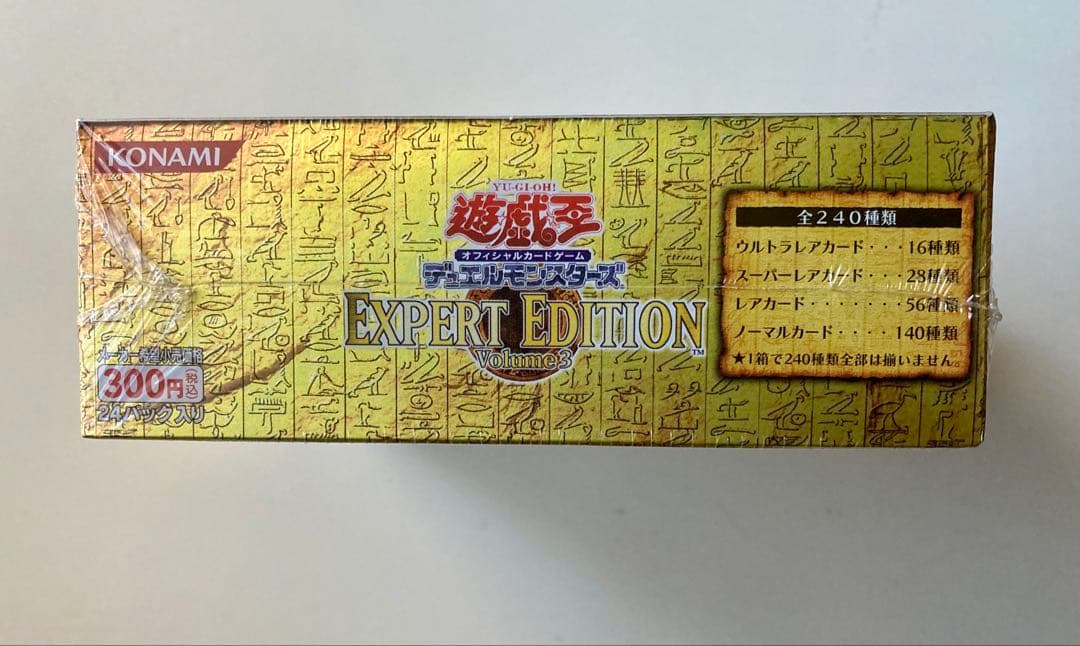 KONAMI
YU-GI-OH!
遊戯王
オフィシャルカードゲーム
デュエルモンスターズ
EXPERT EDITION™
Volume 3
メーカー希望小売価格
300円(税込)
24パック入り
全240種類
ウルトラレアカード・・・16種類
スーパーレアカード・・・28種類
レアカード・・・・・・・56種類
ノーマルカード・・・・・140種類
★1箱で240種類全部は揃いません。